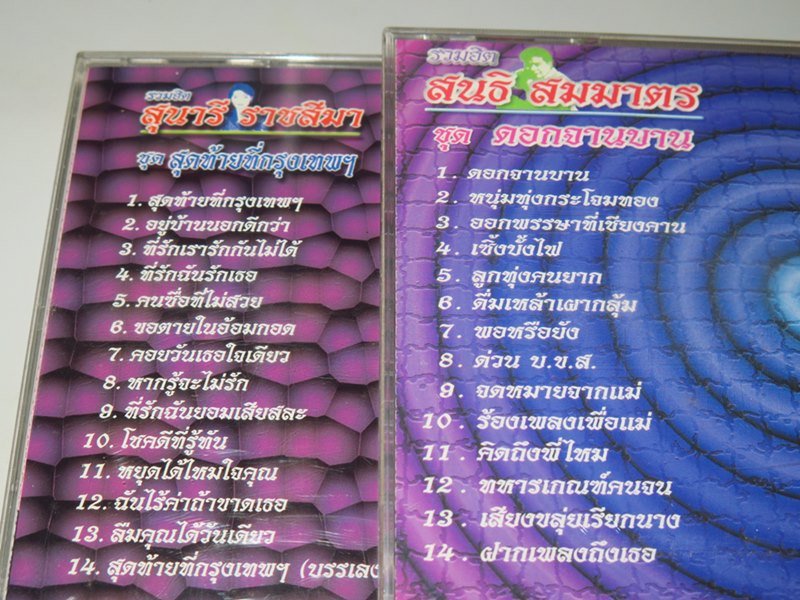 รวมฮิต
สุนารี ราชสีมา
ชุด สุดท้ายที่กรุงเทพฯ
1. สุดท้ายที่กรุงเทพฯ
2. อยู่บ้านนอกดีกว่า
3. ที่รักเรารักกันไม่ได้
4. ที่รักฉันรักเธอ
5. คนชื่อที่ไม่สวย
6. ขอตายในอ้อมกอด
7. คอยวันเธอใจเดียว
8. หากรู้จะไม่รัก
9. ที่รักฉันยอมเสียสละ
10. โชคดีที่รู้ทัน
11. หยุดได้ไหมใจคุณ
12. ฉันไร้ค่าถ้าขาดเธอ
13. ลืมคุณได้วันเดียว
14. สุดท้ายที่กรุงเทพฯ (บรรเลง
รวมฮิต
สนธิ สมมาตร
ชุด ดอกจานบาน
1. ดอกจานบาน
2. หนุ่มทุ่งกระโจมทอง
3. ออกพรรษาที่เชียงคาน
4. เซิ้งบั้งไฟ
5. ลูกทุ่งคนยาก
6. ดื่มเหล้าเผากลุ้ม
7. พอหรือยัง
8. ด่วน บ.ข.ส.
9. จดหมายจากแม่
10. ร้องเพลงเพื่อแม่
11. คิดถึงพี่ไหม
12. ทหารเกณฑ์คนจน
13. เสียงขลุ่ยเรียกนาง
14. ฝากเพลงถึงเธอ